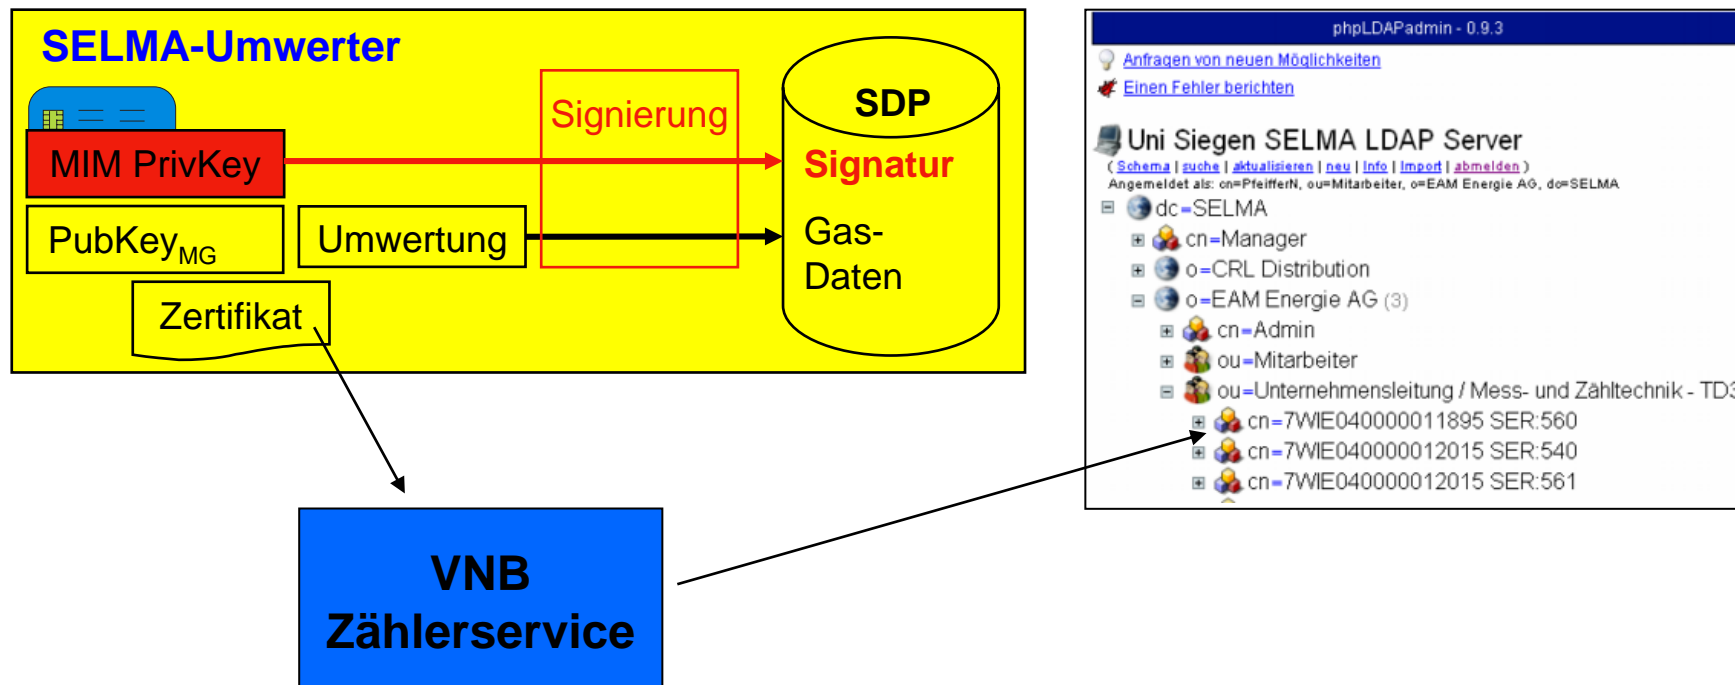 SELMA-Umwerter
Signierung
SDP
MIM PrivKey
Signatur
PubKeyMG
Umwertung
Gas-
Daten
Zertifikat
VNB
Zählerservice
phpLDAPadmin - 0.9.3
Anfragen von neuen Möglichkeiten
Einen Fehler berichten
Uni Siegen SELMA LDAP Server
( Schema | suche | aktualisieren | neu | Info | Import | abmelden )
Angemeldet als: cn=PfeifferN, ou=Mitarbeiter, o=EAM Energie AG, dc=SELMA
dc=SELMA
cn=Manager
o=CRL Distribution
o=EAM Energie AG (3)
cn=Admin
ou=Mitarbeiter
ou=Unternehmensleitung / Mess- und Zähltechnik - TD3
cn=7WIE040000011895 SER:560
cn=7WIE040000012015 SER:540
cn=7WIE040000012015 SER:561